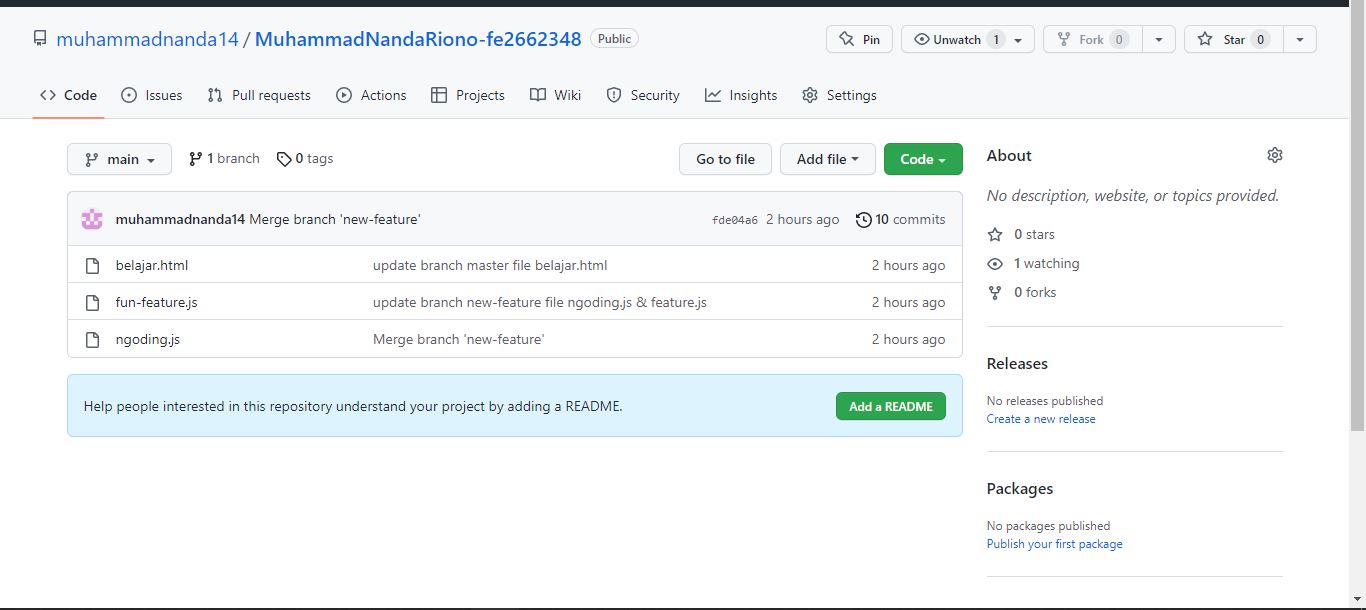 muhammadnanda14 / MuhammadNandaRiono-fe2662348 Public Pin Unwatch 1 Fork 0 Star 0
Code Issues Pull requests Actions Projects Wiki Security Insights Settings
main 1 branch 0 tags Go to file Add file Code
muhammadnanda14 Merge branch 'new-feature' fde04a6 2 hours ago 10 commits
belajar.html update branch master file belajar.html 2 hours ago
fun-feature.js update branch new-feature file ngoding.js & feature.js 2 hours ago
ngoding.js Merge branch 'new-feature' 2 hours ago
Help people interested in this repository understand your project by adding a README. Add a README
About
No description, website, or topics provided.
0 stars
1 watching
0 forks
Releases
No releases published
Create a new release
Packages
No packages published
Publish your first package